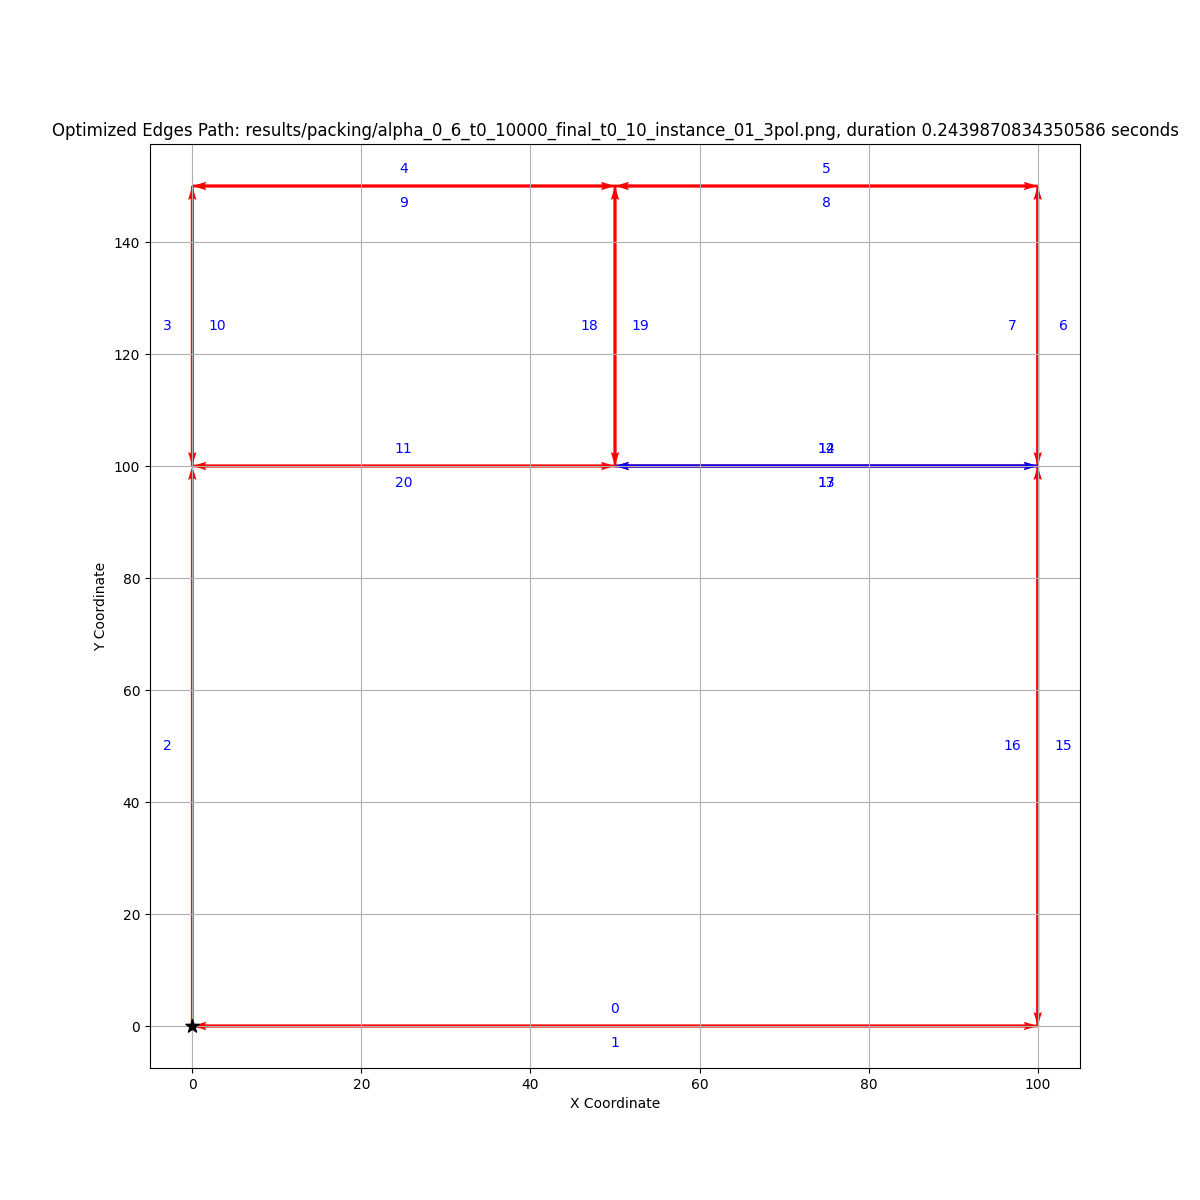 Optimized Edges Path: results/packing/alpha_0_6_t0_10000_final_t0_10_instance_01_3pol.png, duration 0.2439870834350586 seconds
4 5
9 8
140
3 10 18 19 7 6
120
11
100
20
80
Y Coordinate
60
2 16 15
40
20
0
0
1
0 20 40 60 80 100
X Coordinate